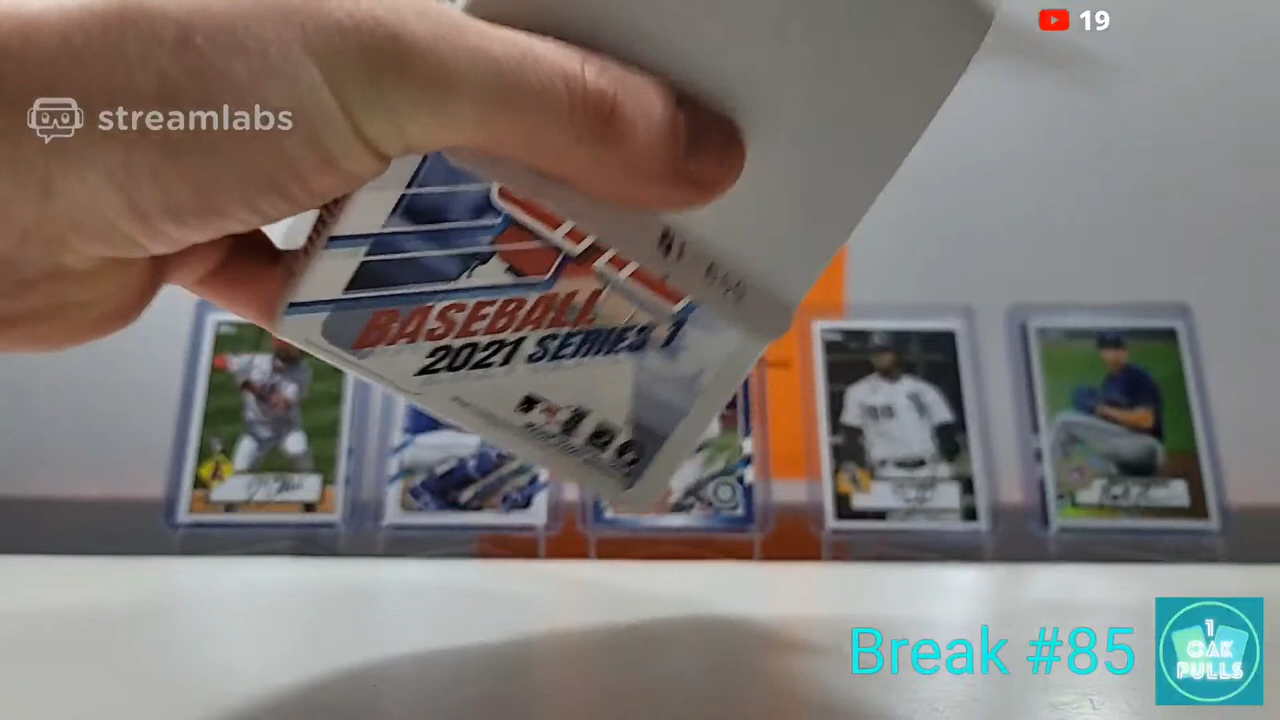 19
streamlabs
BASEBALL
2021 SERIES 1
Break #85
1
OAK
PULLS